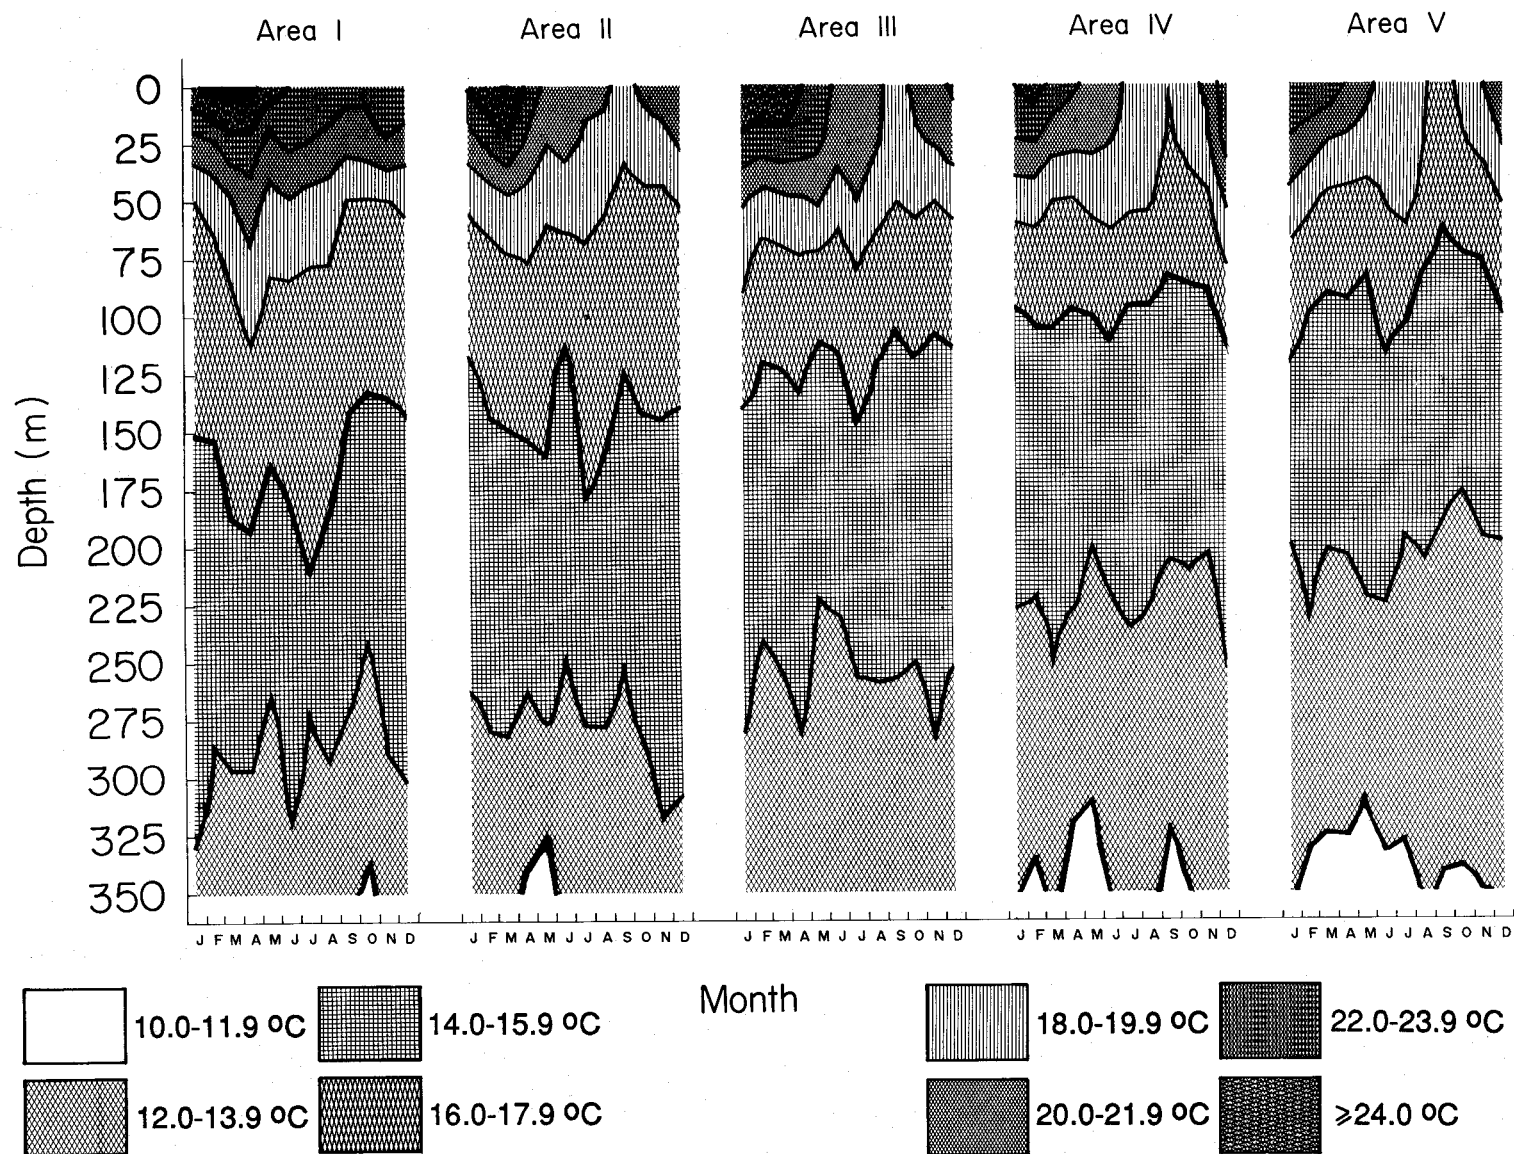 Area I Area II Area III Area IV Area V
0
25
50
75
100
125
150
175
200
225
250
275
300
325
350
Depth (m)
J F M A M J J A S O N D J F M A M J J A S O N D J F M A M J J A S O N D J F M A M J J A S O N D J F M A M J J A S O N D
Month
10.0-11.9 ºC 14.0-15.9 ºC 18.0-19.9 ºC 22.0-23.9 ºC
12.0-13.9 ºC 16.0-17.9 ºC 20.0-21.9 ºC ⩾24.0 ºC